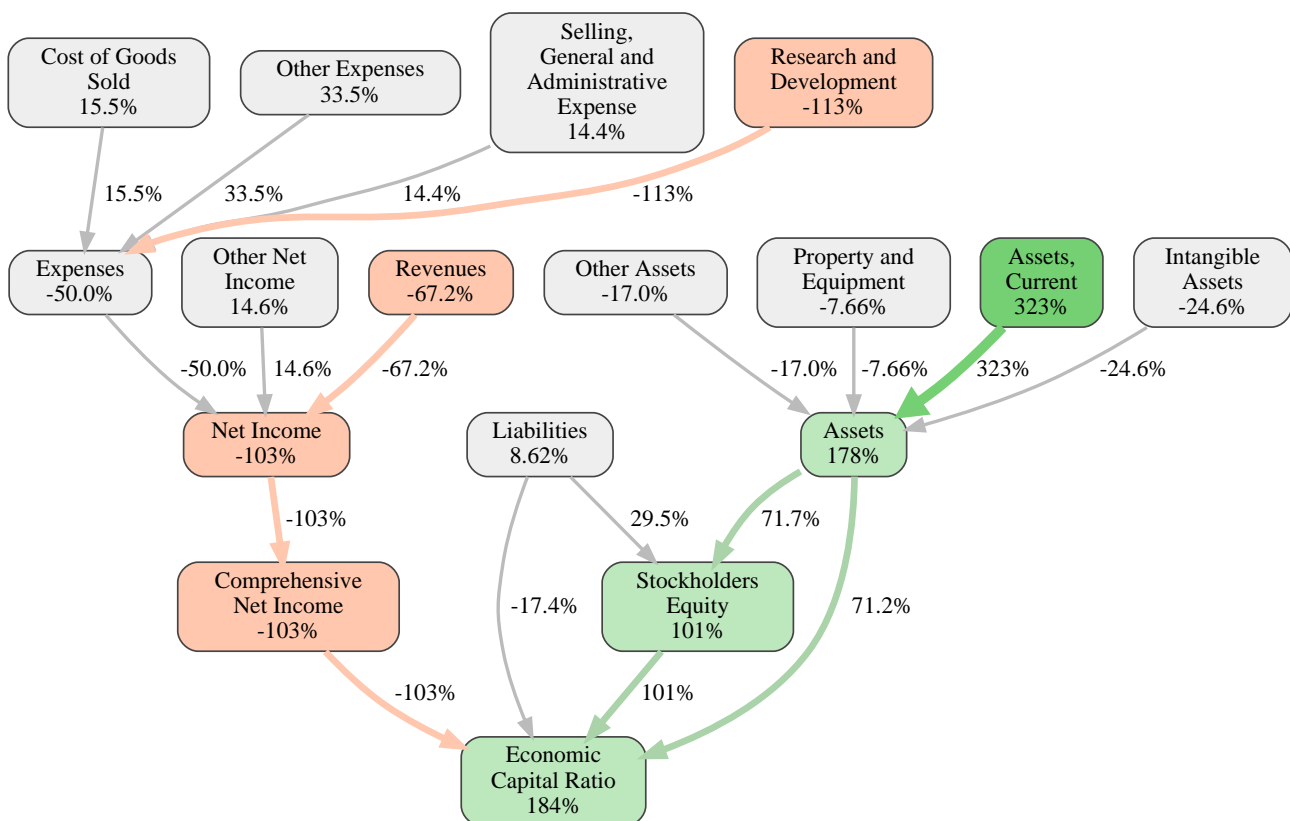 Cost of Goods
Sold
15.5%
Other Expenses
33.5%
Selling,
General and
Administrative
Expense
14.4%
Research and
Development
-113%
15.5%
33.5%
14.4%
-113%
Expenses
-50.0%
Other Net
Income
14.6%
Revenues
-67.2%
Other Assets
-17.0%
Property and
Equipment
-7.66%
Assets,
Current
323%
Intangible
Assets
-24.6%
-50.0%
14.6%
-67.2%
-17.0%
-7.66%
323%
-24.6%
Net Income
-103%
Liabilities
8.62%
Assets
178%
-103%
29.5%
71.7%
Comprehensive
Net Income
-103%
-17.4%
Stockholders
Equity
101%
71.2%
-103%
101%
Economic
Capital Ratio
184%